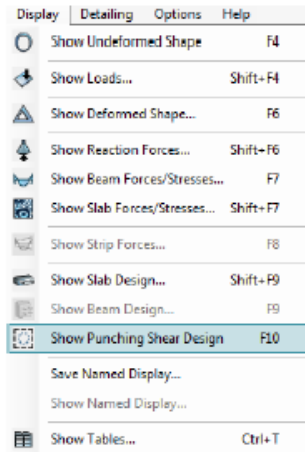 Display Detailing Options Help
Show Undeformed Shape F4
Show Loads... Shift+F4
Show Deformed Shape... F6
Show Reaction Forces... Shift+F6
Show Beam Forces/Stresses... F7
Show Slab Forces/Stresses... Shift+F7
Show Strip Forces... F8
Show Slab Design... Shift+F9
Show Beam Design... F9
Show Punching Shear Design F10
Save Named Display...
Show Named Display...
Show Tables... Ctrl+T